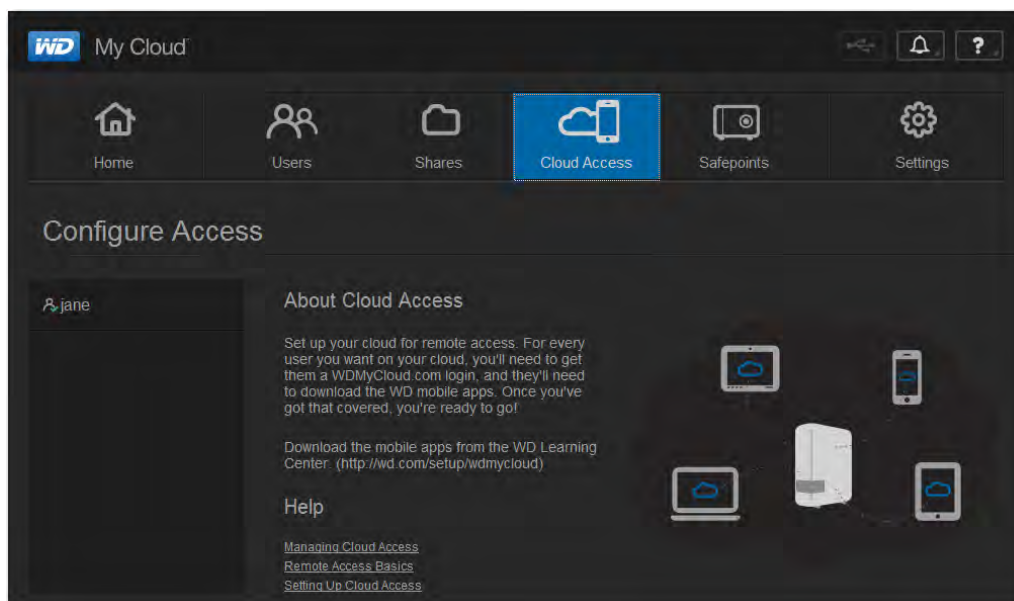 WD My Cloud
?
Home
Users
Shares
Cloud Access
Safepoints
Settings
Configure Access
jane
About Cloud Access
Set up your cloud for remote access. For every
user you want on your cloud, you'll need to get
them a WDMyCloud.com login, and they'll need
to download the WD mobile apps. Once you've
got that covered, you're ready to go!
Download the mobile apps from the WD Learning
Center (http://wd.com/setup/wdmycloud)
Help
Managing Cloud Access
Remote Access Basics
Setting Up Cloud Access